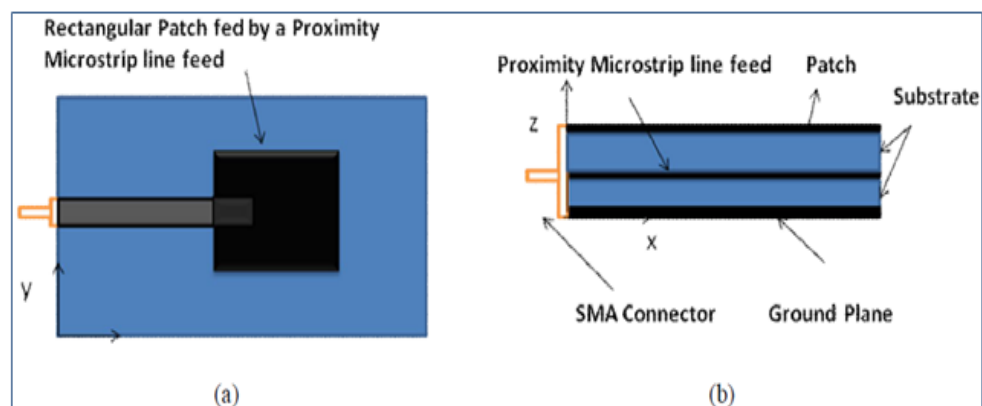 Rectangular Patch fed by a Proximity
Microstrip line feed
y
(a)
Proximity Microstrip line feed
Patch
Substrate
z
x
SMA Connector
Ground Plane
(b)